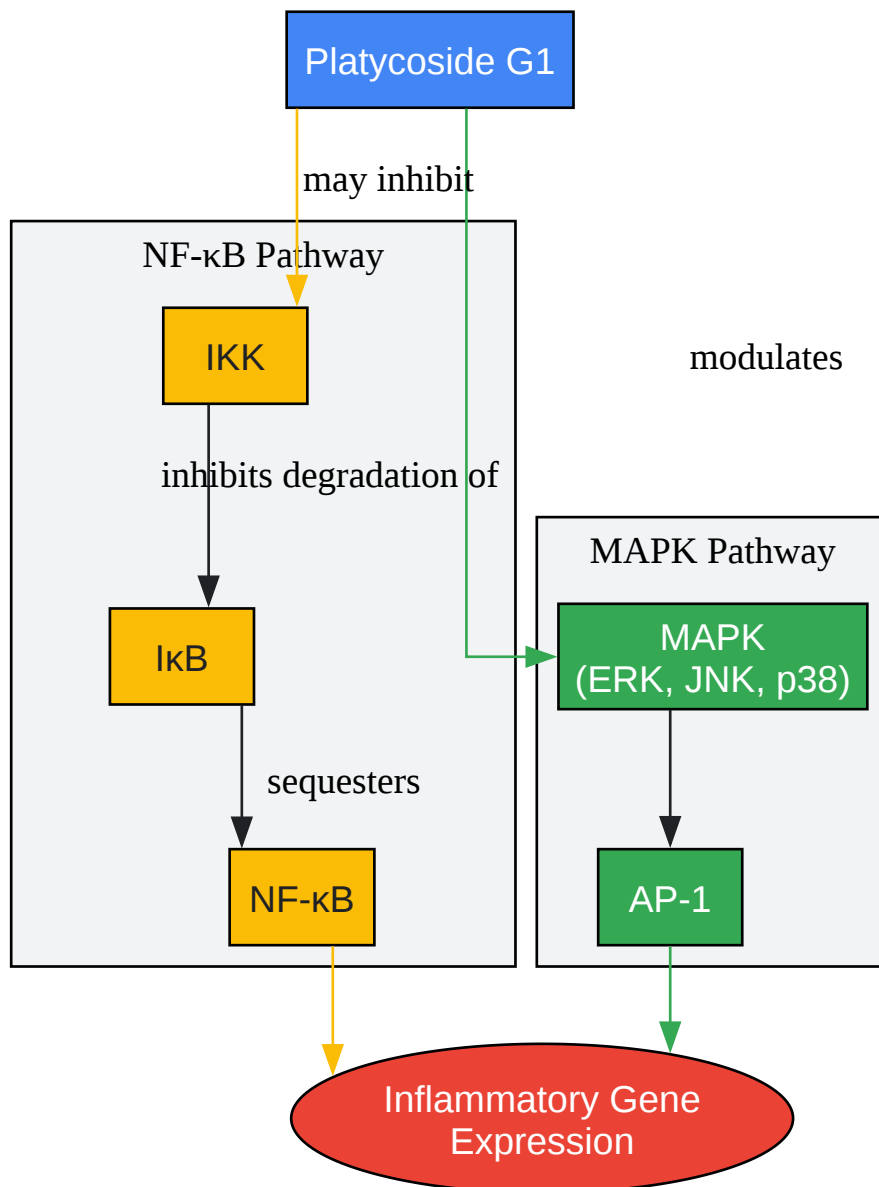 Platycoside G1
may inhibit
NF-κB Pathway
IKK
modulates
inhibits degradation of
MAPK Pathway
MAPK
(ERK, JNK, p38)
IκB
sequesters
NF-κB
AP-1
Inflammatory Gene
Expression